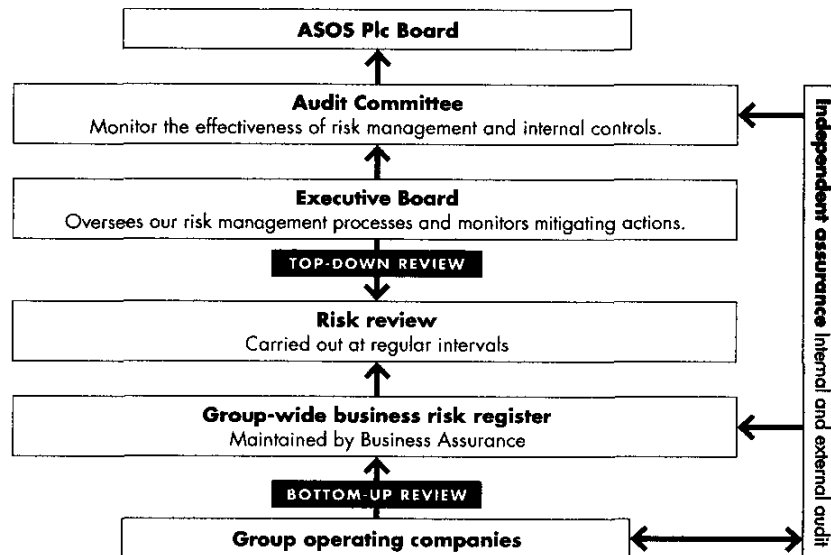 ASOS Plc Board
Audit Committee
Monitor the effectiveness of risk management and internal controls.
Executive Board
Oversees our risk management processes and monitors mitigating actions.
TOP-DOWN REVIEW
Risk review
Carried out at regular intervals
Group-wide business risk register
Maintained by Business Assurance
BOTTOM-UP REVIEW
Group operating companies
Independent assurance Internal and external audit